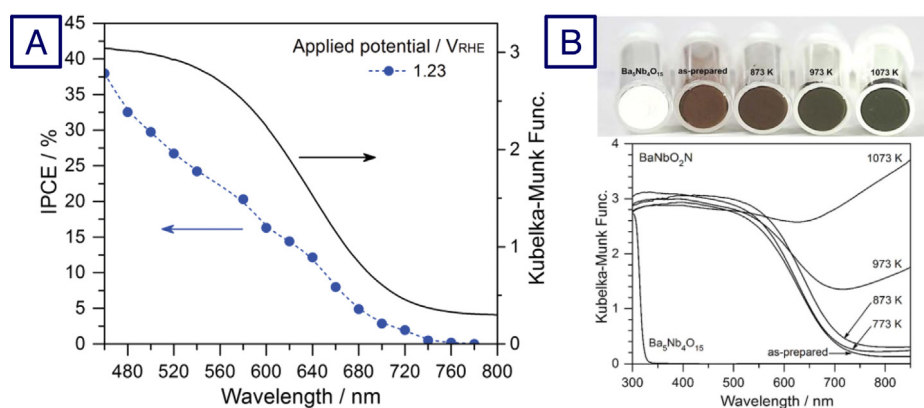 A
Applied potential / VRHE
1.23
IPCE / %
45
40
35
30
25
20
15
10
5
0
Kubelka-Munk Func.
3
2
1
0
480 520 560 600 640 680 720 760 800
Wavelength / nm
B
Ba5Nb4O15 as-prepared 873 K 973 K 1073 K
BaNbO2N
1073 K
973 K
873 K
773 K
as-prepared
Ba5Nb4O15
Kubelka-Munk Func.
4
3
2
1
0
300 400 500 600 700 800
Wavelength / nm